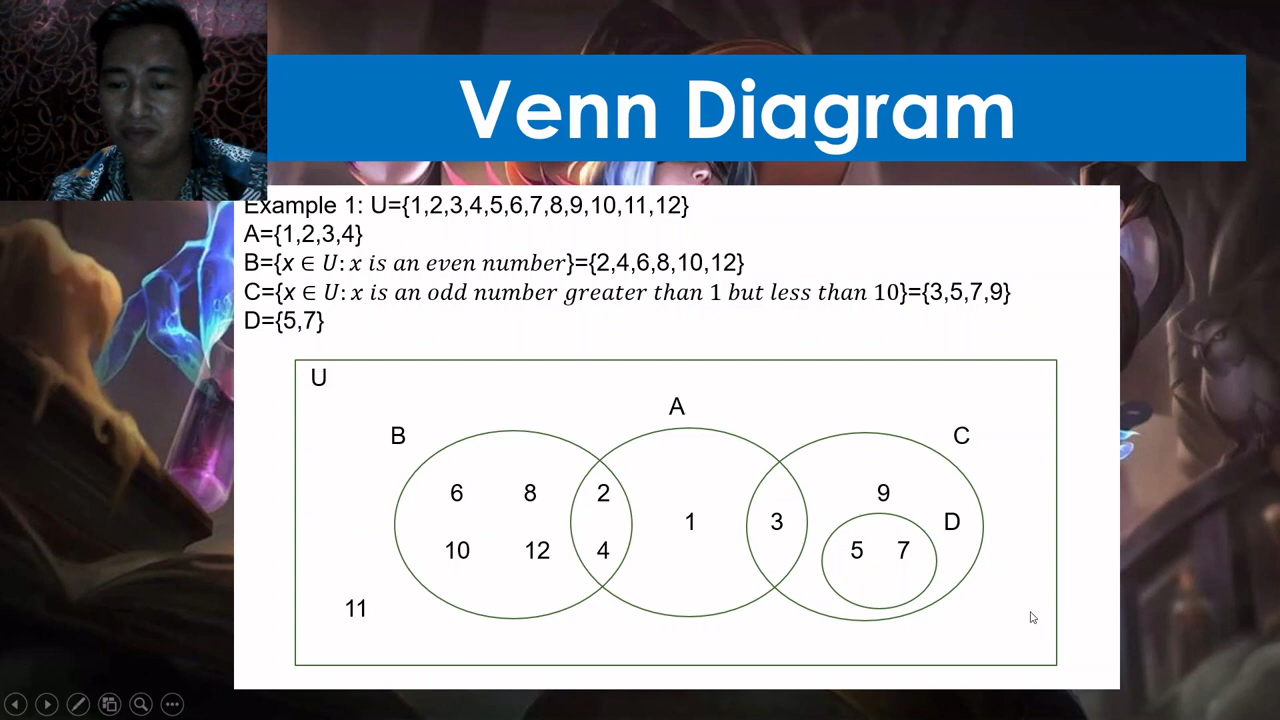 Venn Diagram
Example 1: U={1,2,3,4,5,6,7,8,9,10,11,12}
A={1,2,3,4}
B={x ∈ U: x is an even number}={2,4,6,8,10,12}
C={x ∈ U: x is an odd number greater than 1 but less than 10}={3,5,7,9}
D={5,7}
U
A
B
C
6 8 2 9
1 3 D
10 12 4 5 7
11